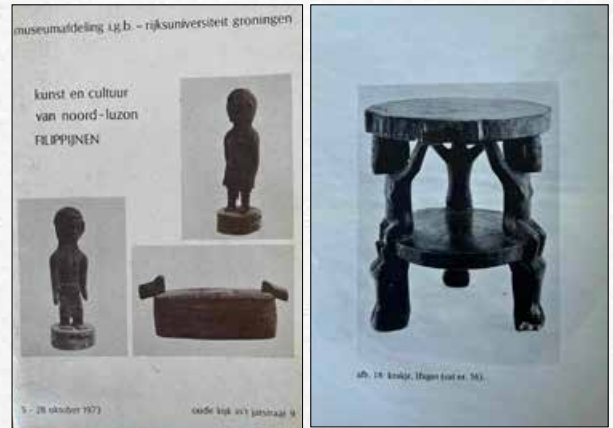 museumafdeling i.g.b. – rijksuniversiteit groningen
kunst en cultuur
van noord-luzon
FILIPPIJNEN
5 - 28 oktober 1973
oude kijk in't jatstraat 9
afb. 18: krukje, Ifugao (cat nr. 56).